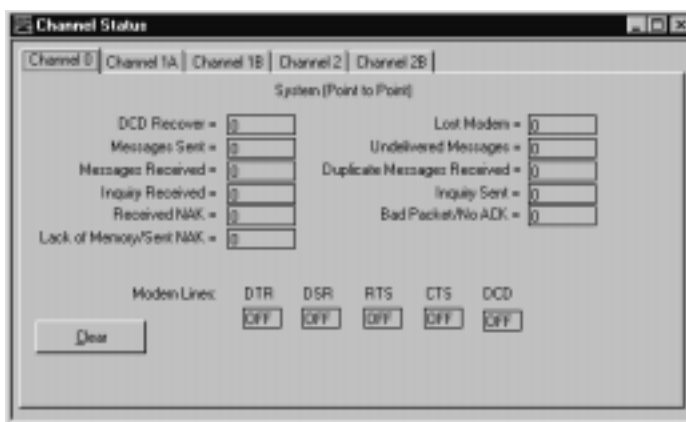 Channel Status
Channel 0 Channel 1A Channel 1B Channel 2 Channel 2B
System (Point to Point)
DCD Recover = 0 Lost Modem = 0
Messages Sent = 0 Undelivered Messages = 0
Messages Received = 0 Duplicate Messages Received = 0
Inquiry Received = 0 Inquiry Sent = 0
Received NAK = 0 Bad Packet/No ACK = 0
Lack of Memory/Sent NAK = 0
Modem Lines: DTR DSR RTS CTS DCD
OFF OFF OFF OFF OFF
Clear